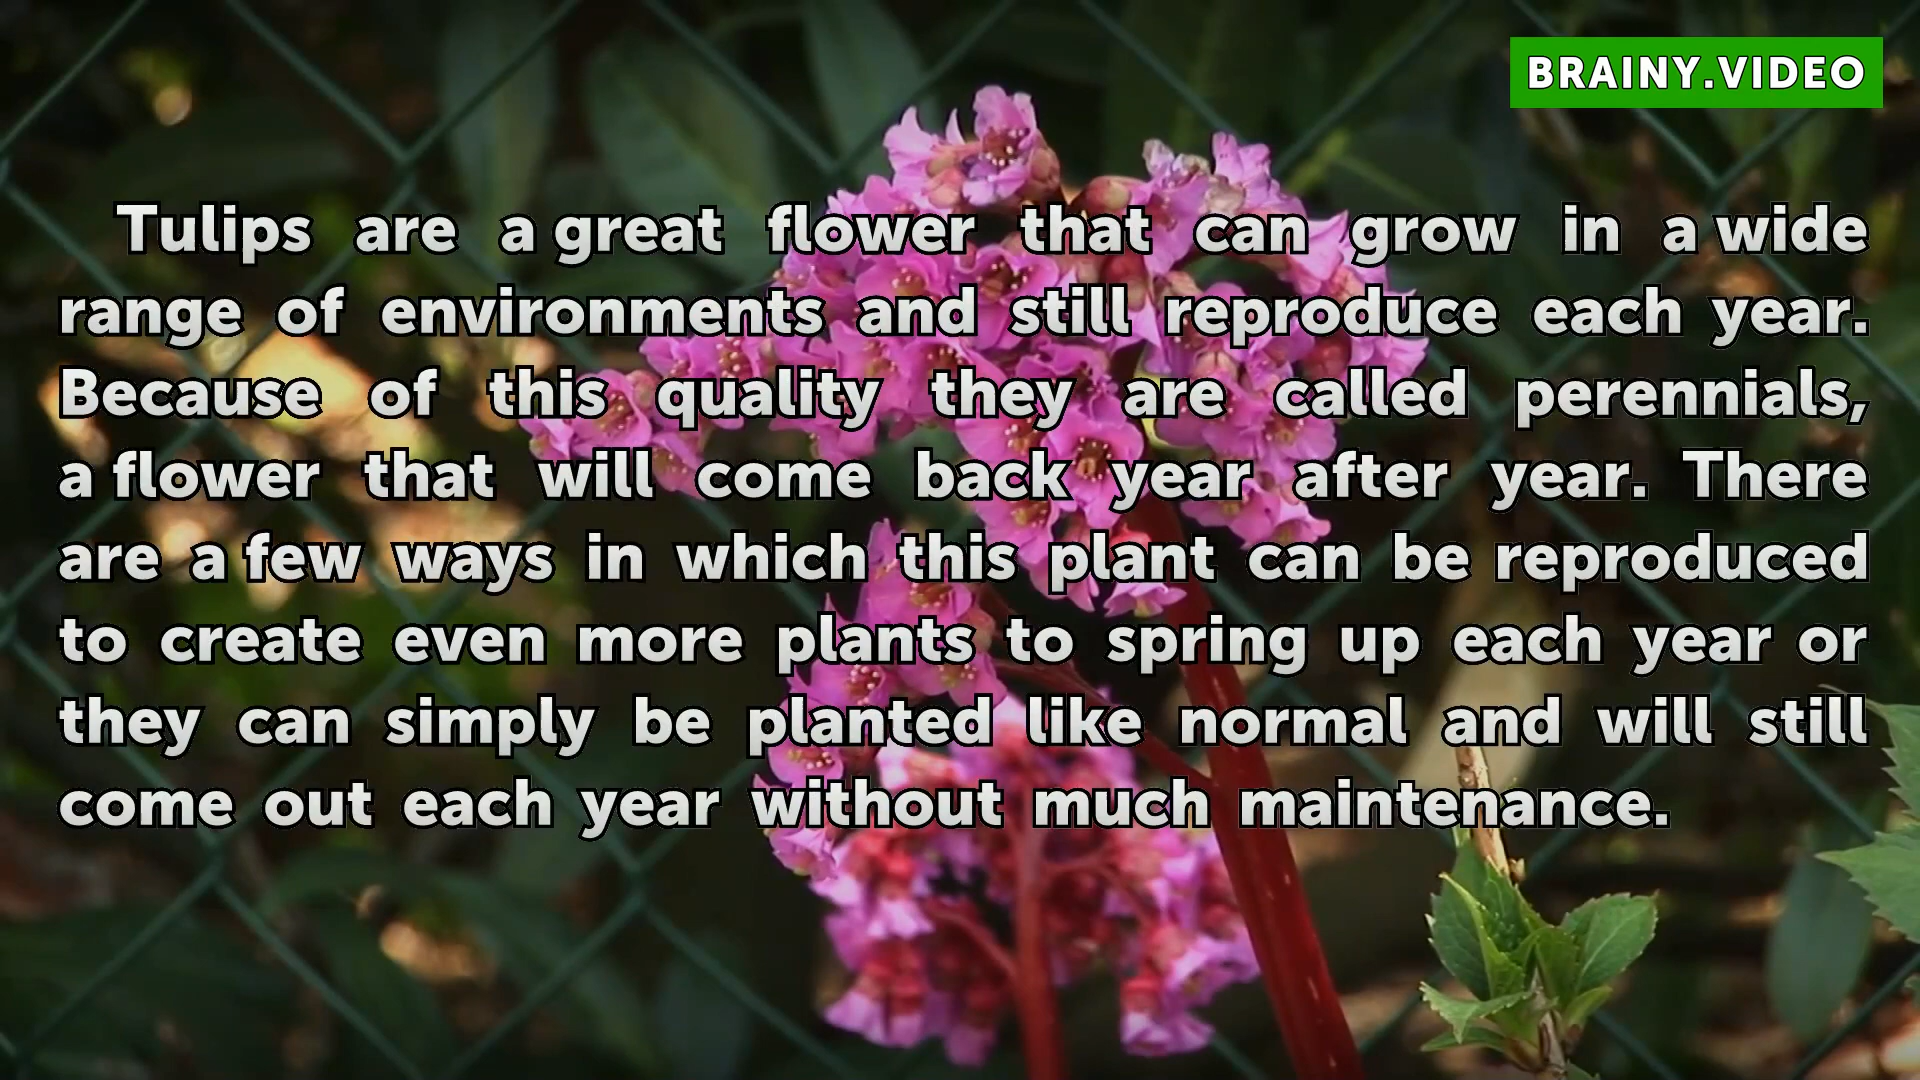 BRAINY.VIDEO
Tulips are a great flower that can grow in a wide
range of environments and still reproduce each year.
Because of this quality they are called perennials,
a flower that will come back year after year. There
are a few ways in which this plant can be reproduced
to create even more plants to spring up each year or
they can simply be planted like normal and will still
come out each year without much maintenance.